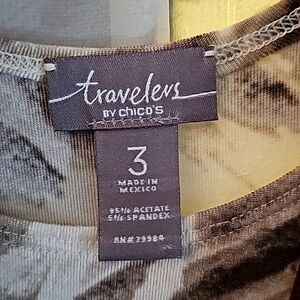 travelers
BY CHICO'S
3
MADE IN
MEXICO
95% ACETATE
5% SPANDEX
RN#79984